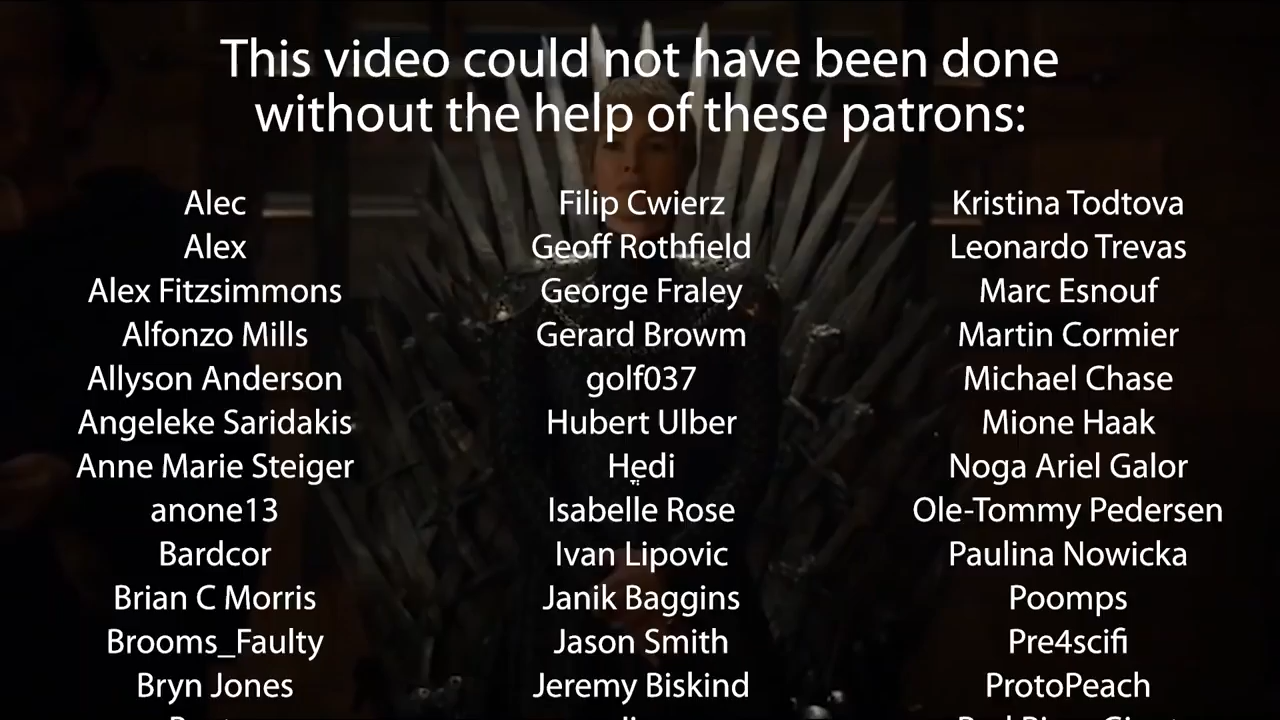 This video could not have been done
without the help of these patrons:
Alec
Alex
Alex Fitzsimmons
Alfonzo Mills
Allyson Anderson
Angeleke Saridakis
Anne Marie Steiger
anone13
Bardcor
Brian C Morris
Brooms_Faulty
Bryn Jones
Filip Cwierz
Geoff Rothfield
George Fraley
Gerard Browm
golf037
Hubert Ulber
Hedi
Isabelle Rose
Ivan Lipovic
Janik Baggins
Jason Smith
Jeremy Biskind
Kristina Todtova
Leonardo Trevas
Marc Esnouf
Martin Cormier
Michael Chase
Mione Haak
Noga Ariel Galor
Ole-Tommy Pedersen
Paulina Nowicka
Poomps
Pre4scifi
ProtoPeach